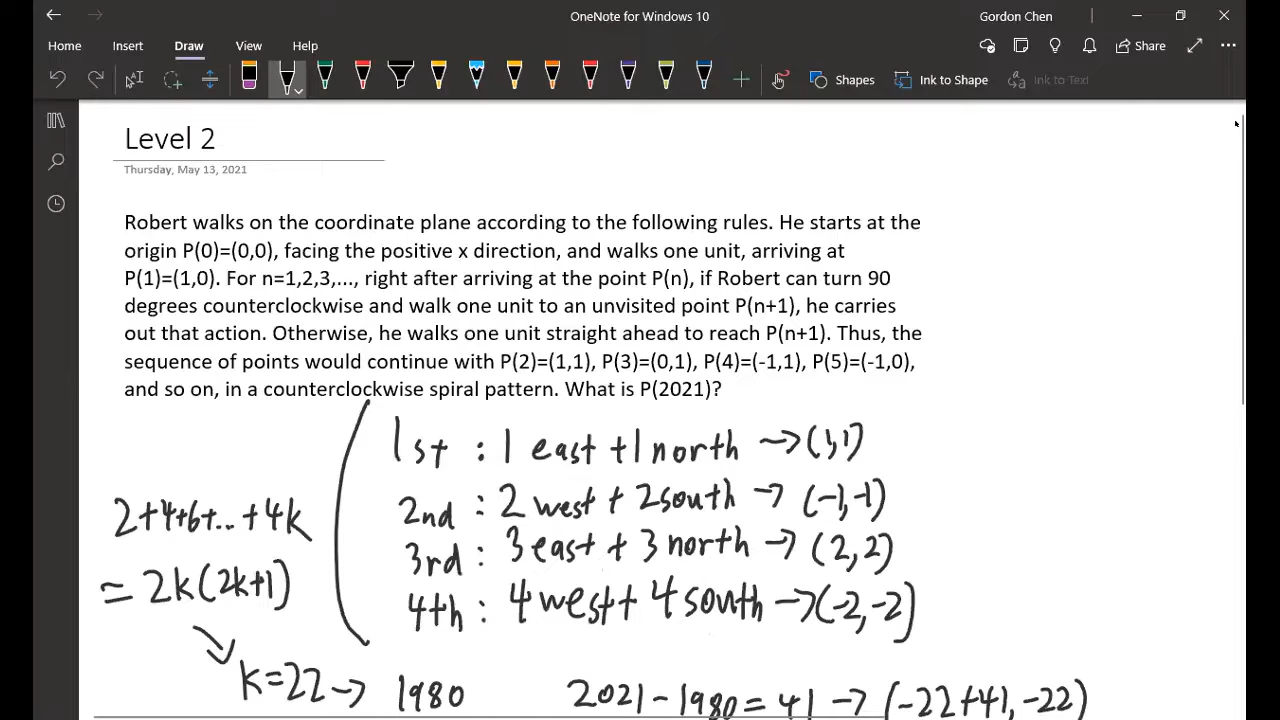 OneNote for Windows 10
Gordon Chen
Home Insert Draw View Help
Share
Shapes
Ink to Shape
Ink to Text
Level 2
Thursday, May 13, 2021
Robert walks on the coordinate plane according to the following rules. He starts at the
origin P(0)=(0,0), facing the positive x direction, and walks one unit, arriving at
P(1)=(1,0). For n=1,2,3,..., right after arriving at the point P(n), if Robert can turn 90
degrees counterclockwise and walk one unit to an unvisited point P(n+1), he carries
out that action. Otherwise, he walks one unit straight ahead to reach P(n+1). Thus, the
sequence of points would continue with P(2)=(1,1), P(3)=(0,1), P(4)=(-1,1), P(5)=(-1,0),
and so on, in a counterclockwise spiral pattern. What is P(2021)?
1st : 1 east + 1 north → (1,1)
2nd : 2 west + 2 south → (-1,-1)
3rd : 3 east + 3 north → (2,2)
4th : 4 west + 4 south → (-2,-2)
2+4+6+...+4k
= 2k(2k+1)
k=22 → 1980
2021-1980 = 41 → (-22+41, -22)